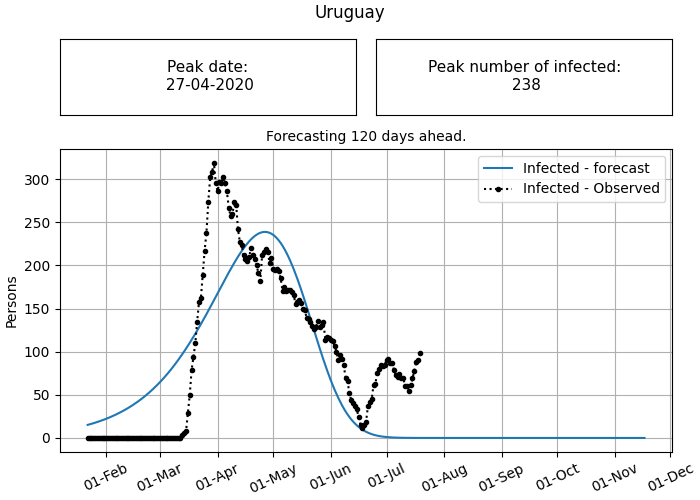 Uruguay
Peak date:
27-04-2020
Peak number of infected:
238
Forecasting 120 days ahead.
Infected - forecast
Infected - Observed
Persons
300
250
200
150
100
50
0
01-Feb
01-Mar
01-Apr
01-May
01-Jun
01-Jul
01-Aug
01-Sep
01-Oct
01-Nov
01-Dec